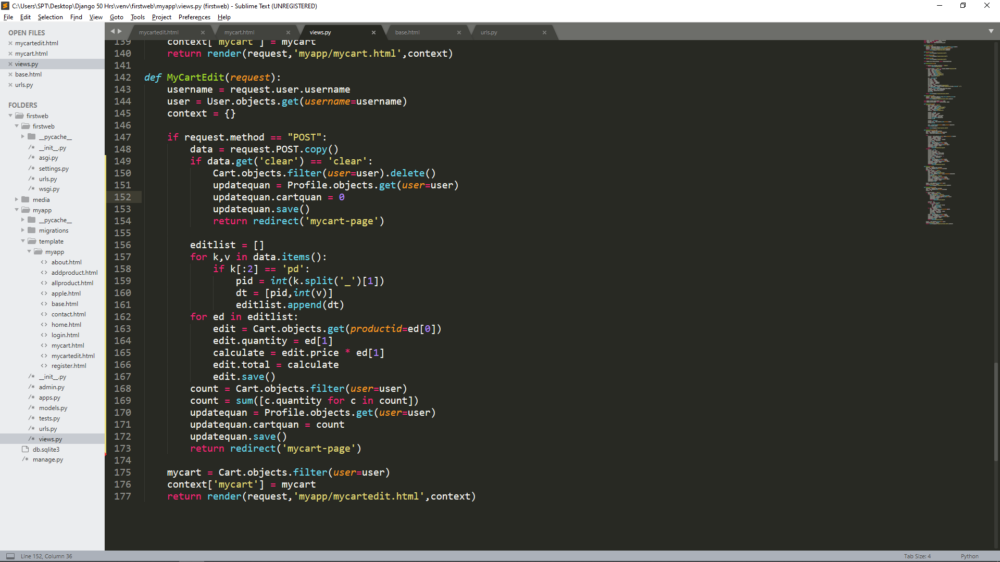 C:\Users\SPT\Desktop\Django 50 Hrs\venv\firstweb\myapp\views.py (firstweb) - Sublime Text (UNREGISTERED)
File Edit Selection Find View Goto Tools Project Preferences Help
OPEN FILES
mycartedit.html
mycart.html
views.py
base.html
urls.py
FOLDERS
firstweb
firstweb
__pycache__
__init__.py
asgi.py
settings.py
urls.py
wsgi.py
media
myapp
__pycache__
migrations
template
myapp
about.html
addproduct.html
allproduct.html
apple.html
base.html
contact.html
home.html
login.html
mycart.html
mycartedit.html
register.html
__init__.py
admin.py
apps.py
models.py
tests.py
urls.py
views.py
db.sqlite3
manage.py
mycartedit.html mycart.html views.py base.html urls.py
139     context['mycart'] = mycart
140     return render(request,'myapp/mycart.html',context)
141
142 def MyCartEdit(request):
143     username = request.user.username
144     user = User.objects.get(username=username)
145     context = {}
146
147     if request.method == "POST":
148         data = request.POST.copy()
149         if data.get('clear') == 'clear':
150             Cart.objects.filter(user=user).delete()
151             updatequan = Profile.objects.get(user=user)
152             updatequan.cartquan = 0
153             updatequan.save()
154             return redirect('mycart-page')
155
156         editlist = []
157         for k,v in data.items():
158             if k[:2] == 'pd':
159                 pid = int(k.split('_')[1])
160                 dt = [pid,int(v)]
161                 editlist.append(dt)
162         for ed in editlist:
163             edit = Cart.objects.get(productid=ed[0])
164             edit.quantity = ed[1]
165             calculate = edit.price * ed[1]
166             edit.total = calculate
167             edit.save()
168         count = Cart.objects.filter(user=user)
169         count = sum([c.quantity for c in count])
170         updatequan = Profile.objects.get(user=user)
171         updatequan.cartquan = count
172         updatequan.save()
173         return redirect('mycart-page')
174
175     mycart = Cart.objects.filter(user=user)
176     context['mycart'] = mycart
177     return render(request,'myapp/mycartedit.html',context)
Line 152, Column 36
Tab Size: 4 Python